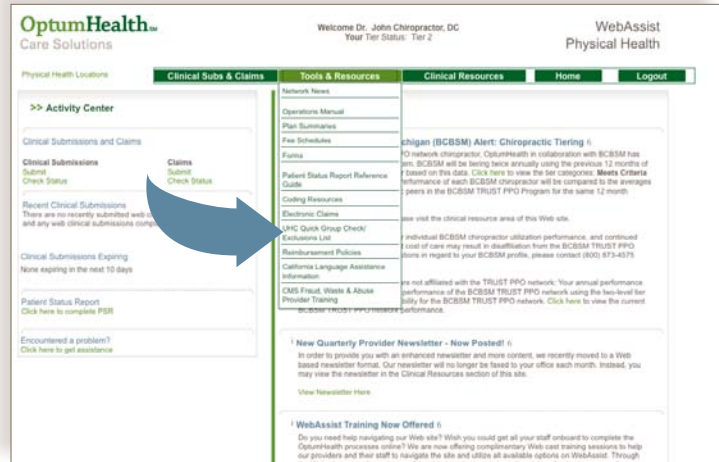 OptumHealth SM
Care Solutions
Welcome Dr. John Chiropractor, DC
Your Tier Status: Tier 2
WebAssist
Physical Health
Physical Health Locations
Clinical Subs & Claims
Tools & Resources
Clinical Resources
Home
Logout
>> Activity Center
Clinical Submissions and Claims
Clinical Submissions
Submit
Check Status
Claims
Submit
Check Status
Recent Clinical Submissions
There are no recently submitted web
and any web clinical submissions
Clinical Submissions Expiring
None expiring in the next 10 days
Patient Status Report
Click here to complete PSR
Encountered a problem?
Click here to get assistance
Network News
Operations Manual
Plan Summaries
Fee Schedules
Forms
Patient Status Report Reference
Guide
Coding Resources
Electronic Claims
UHC Quick Group Check/
Exclusions List
Reimbursement Policies
California Language Assistance
Information
CMS Fraud, Waste & Abuse
Provider Training
chigan (BCBSM) Alert: Chiropractic Tiering 6
PO network chiropractor, OptumHealth in collaboration with BCBSM has
em. BCBSM will be tiering twice annually using the previous 12 months of
based on this data. Click here to view the tier categories: Meets Criteria
erformance of each BCBSM chiropractor will be compared to the averages
peers in the BCBSM TRUST PPO Program for the same 12 month
ase visit the clinical resource area of this Web site.
individual BCBSM chiropractor utilization performance, and continued
cost of care may result in disaffiliation from the BCBSM TRUST PPO
tions in regard to your BCBSM profile, please contact (800) 873-4575
re not affiliated with the TRUST PPO network: Your annual performance
performance of the BCBSM TRUST PPO network using the two-level tier
bility for the BCBSM TRUST PPO network. Click here to view the current
BCBSM TRUST PPO network performance.
New Quarterly Provider Newsletter - Now Posted! 6
In order to provide you with an enhanced newsletter and more content, we recently moved to a Web
based newsletter format. Our newsletter will no longer be faxed to your office each month. Instead, you
may view the newsletter in the Clinical Resources section of this site.
View Newsletter Here
WebAssist Training Now Offered 6
Do you need help navigating our Web site? Wish you could get all your staff onboard to complete the
OptumHealth processes online? We are now offering complimentary Web cast training sessions to help
our providers and their staff to navigate the site and utilize all available options on WebAssist. Through